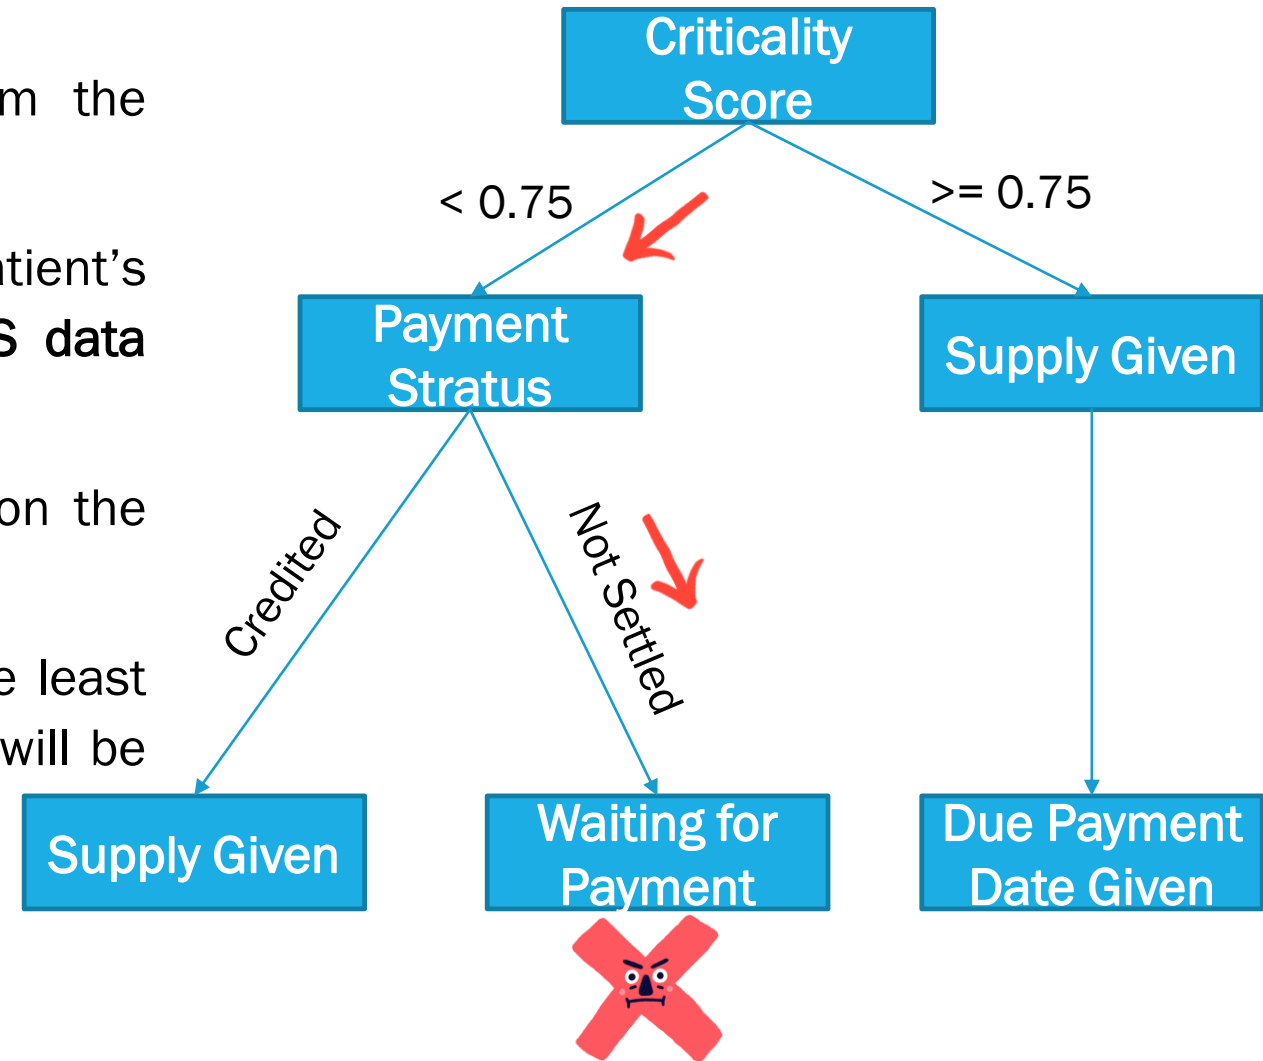 m the
atient's
S data
on the
e least
will be
Criticality
Score
< 0.75
>= 0.75
Payment
Stratus
Supply Given
Credited
Not Settled
Supply Given
Waiting for
Payment
Due Payment
Date Given